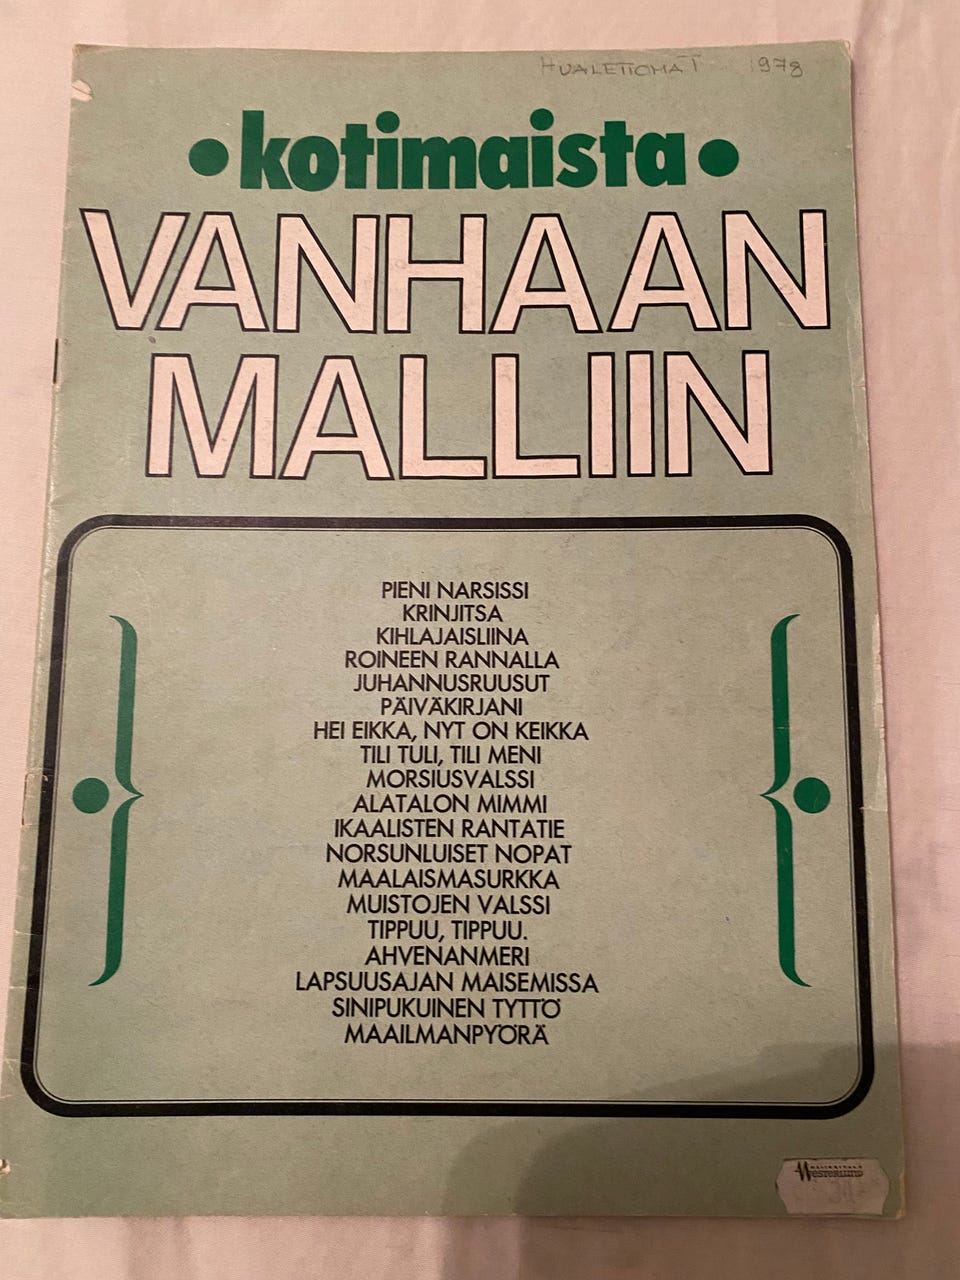 HUALETTOMAT 1978
• kotimaista •
VANHAAN
MALLIIN
PIENI NARSISSI
KRINJITSA
KIHLAJAISLIINA
ROINEEN RANNALLA
JUHANNUSRUUSUT
PÄIVÄKIRJANI
HEI EIKKA, NYT ON KEIKKA
TILI TULI, TILI MENI
MORSIUSVALSSI
ALATALON MIMMI
IKAALISTEN RANTATIE
NORSUNLUISET NOPAT
MAALAISMASURKKA
MUISTOJEN VALSSI
TIPPUU, TIPPUU.
AHVENANMERI
LAPSUUSAJAN MAISEMISSA
SINIPUKUINEN TYTTÖ
MAAILMANPYÖRÄ
MUSIIKKITALO
WESTERLUND